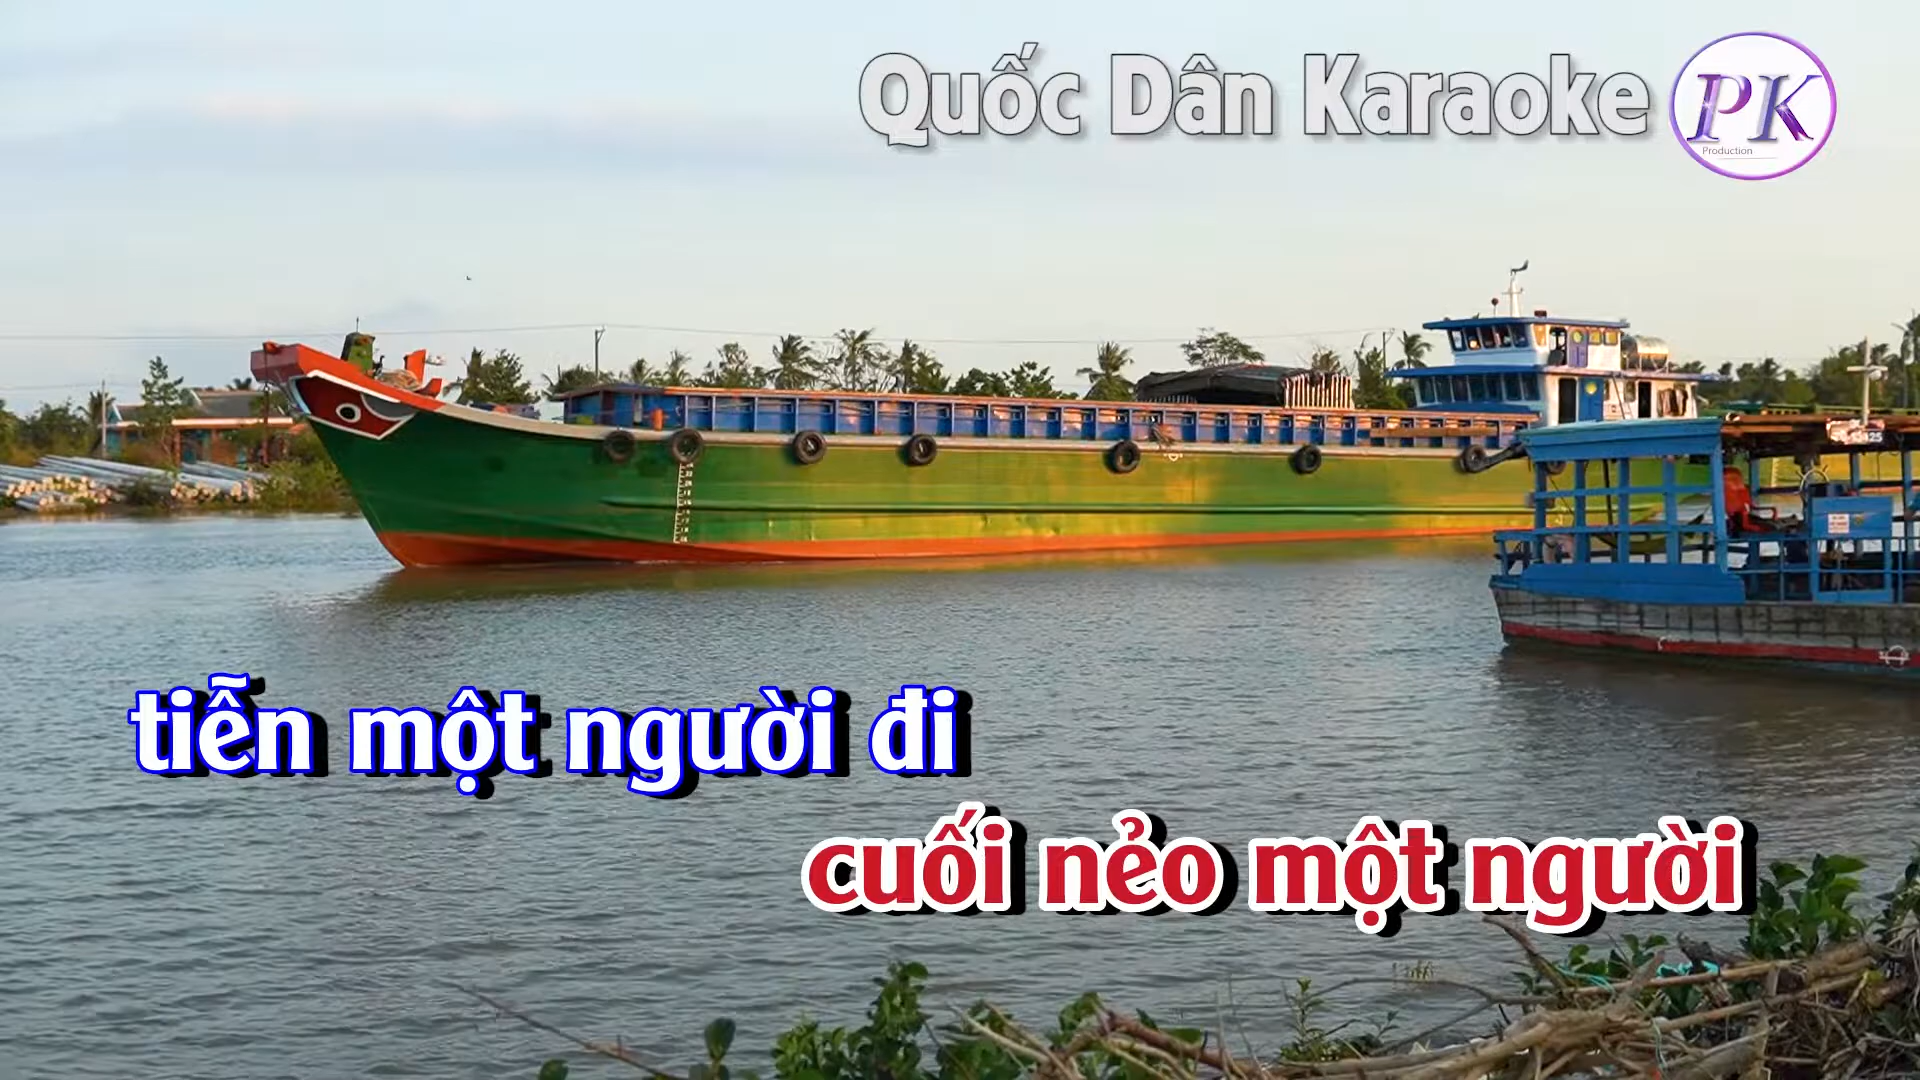 Quốc Dân Karaoke
PK
Production
tiễn một người đi
cuối nẻo một người